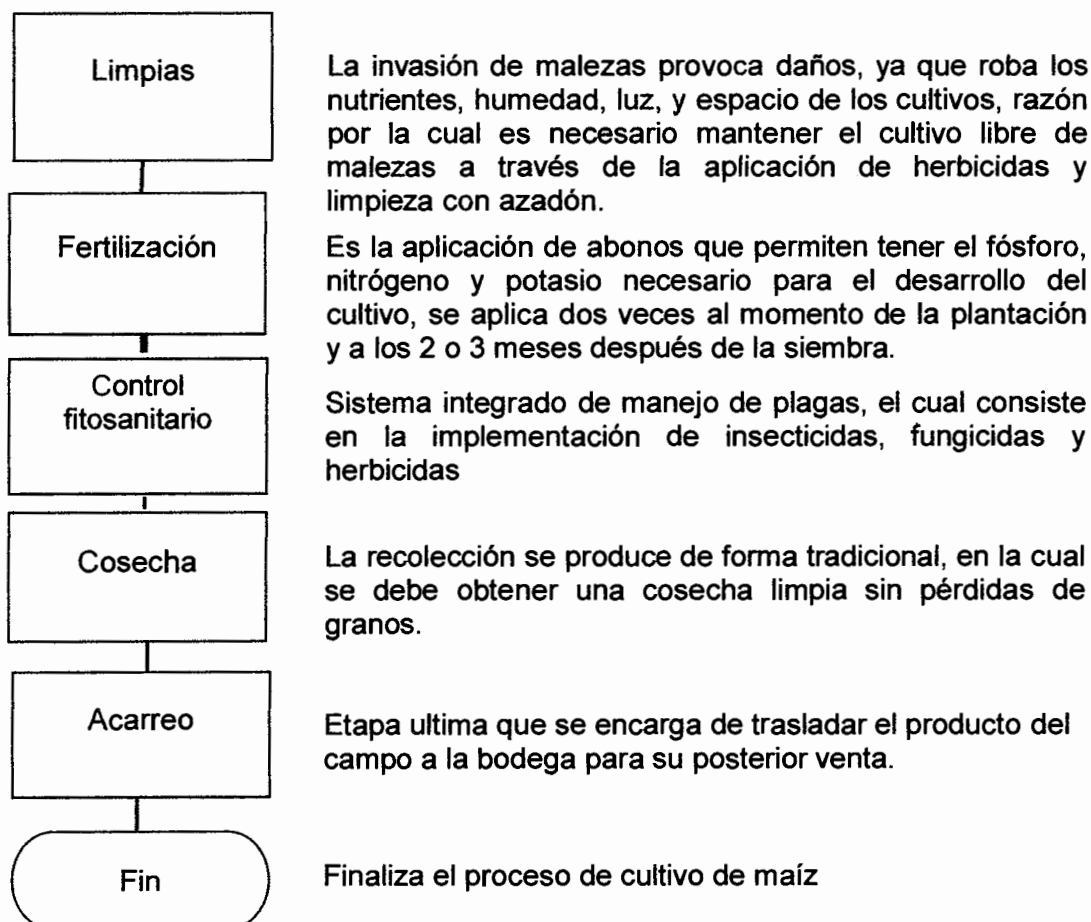 Limpias
La invasión de malezas provoca daños, ya que roba los
nutrientes, humedad, luz, y espacio de los cultivos, razón
por la cual es necesario mantener el cultivo libre de
malezas a través de la aplicación de herbicidas y
limpieza con azadón.
Fertilización
Es la aplicación de abonos que permiten tener el fósforo,
nitrógeno y potasio necesario para el desarrollo del
cultivo, se aplica dos veces al momento de la plantación
y a los 2 o 3 meses después de la siembra.
Control
fitosanitario
Sistema integrado de manejo de plagas, el cual consiste
en la implementación de insecticidas, fungicidas y
herbicidas
Cosecha
La recolección se produce de forma tradicional, en la cual
se debe obtener una cosecha limpia sin pérdidas de
granos.
Acarreo
Etapa ultima que se encarga de trasladar el producto del
campo a la bodega para su posterior venta.
Fin
Finaliza el proceso de cultivo de maíz